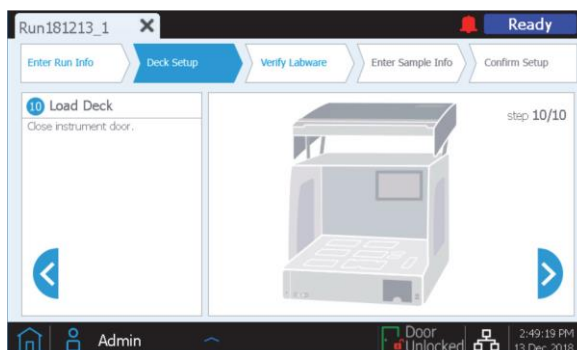 Run181213_1
Ready
Enter Run Info
Deck Setup
Verify Labware
Enter Sample Info
Confirm Setup
10 Load Deck
Close instrument door.
step 10/10
Admin
Door
Unlocked
2:49:19 PM
13 Dec 2018